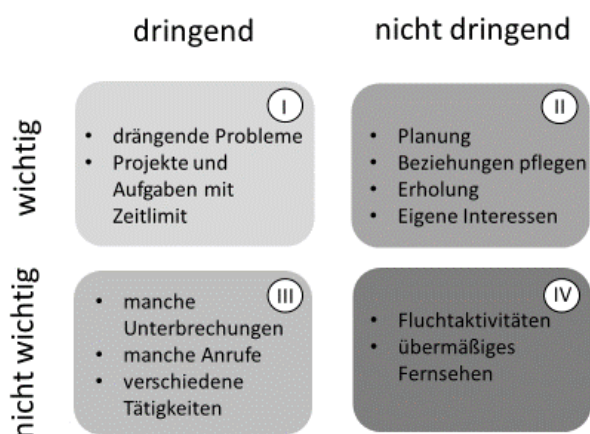 dringend
nicht dringend
wichtig
I
• drängende Probleme
• Projekte und
Aufgaben mit
Zeitlimit
II
• Planung
• Beziehungen pflegen
• Erholung
• Eigene Interessen
nicht wichtig
III
• manche
Unterbrechungen
• manche Anrufe
• verschiedene
Tätigkeiten
IV
• Fluchtaktivitäten
• übermäßiges
Fernsehen